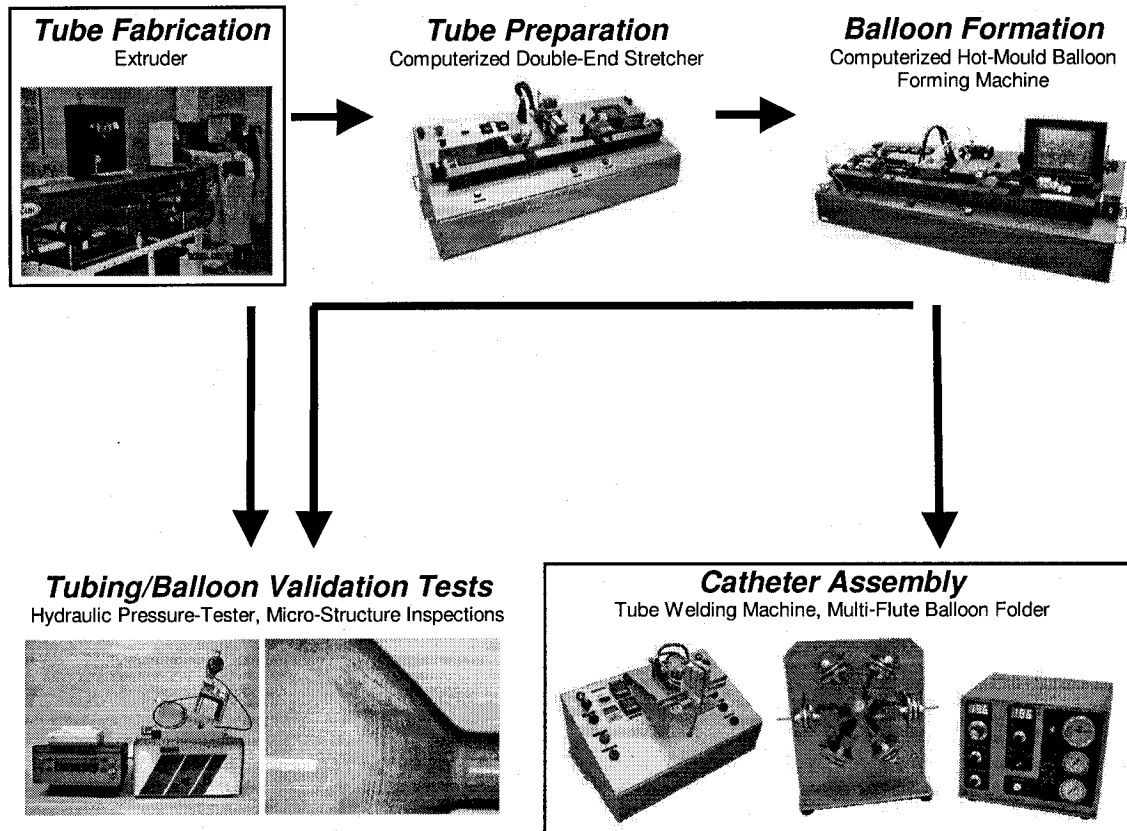 Tube Fabrication
Extruder
Tube Preparation
Computerized Double-End Stretcher
Balloon Formation
Computerized Hot-Mould Balloon
Forming Machine
Tubing/Balloon Validation Tests
Hydraulic Pressure-Tester, Micro-Structure Inspections
Catheter Assembly
Tube Welding Machine, Multi-Flute Balloon Folder